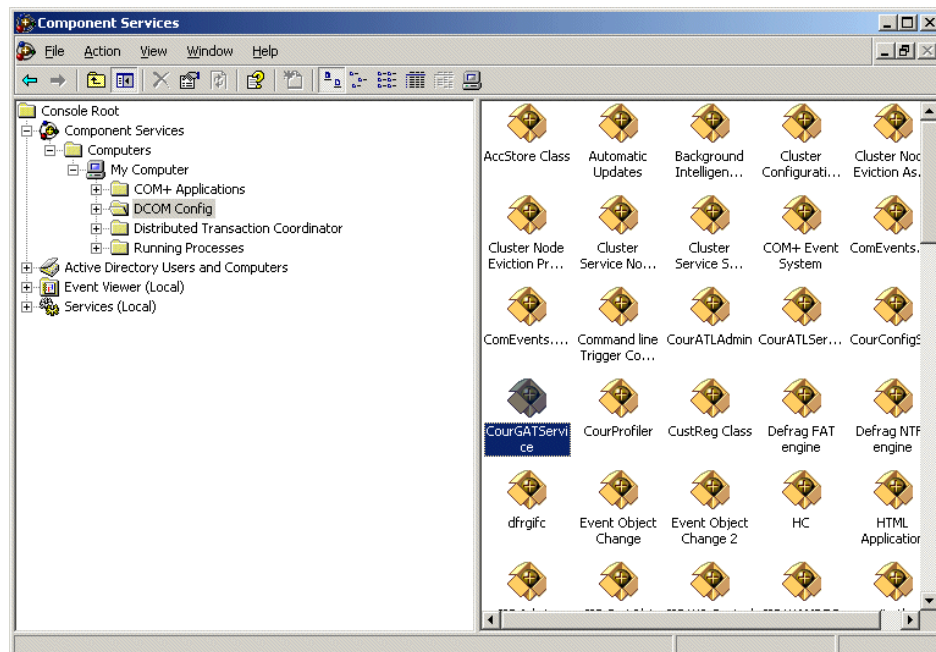 Component Services
File Action View Window Help
Console Root
Component Services
Computers
My Computer
COM+ Applications
DCOM Config
Distributed Transaction Coordinator
Running Processes
Active Directory Users and Computers
Event Viewer (Local)
Services (Local)
AccStore Class
Automatic
Updates
Background
Intelligen...
Cluster
Configurati...
Cluster Nod
Eviction As.
Cluster Node
Eviction Pr...
Cluster
Service No...
Cluster
Service S...
COM+ Event
System
ComEvents.
ComEvents....
Command line
Trigger Co...
CourATLAdmin
CourATLSer...
CourConfigS
CourGATServi
ce
CourProfiler
CustReg Class
Defrag FAT
engine
Defrag NTF
engine
dfrgifc
Event Object
Change
Event Object
Change 2
HC
HTML
Application